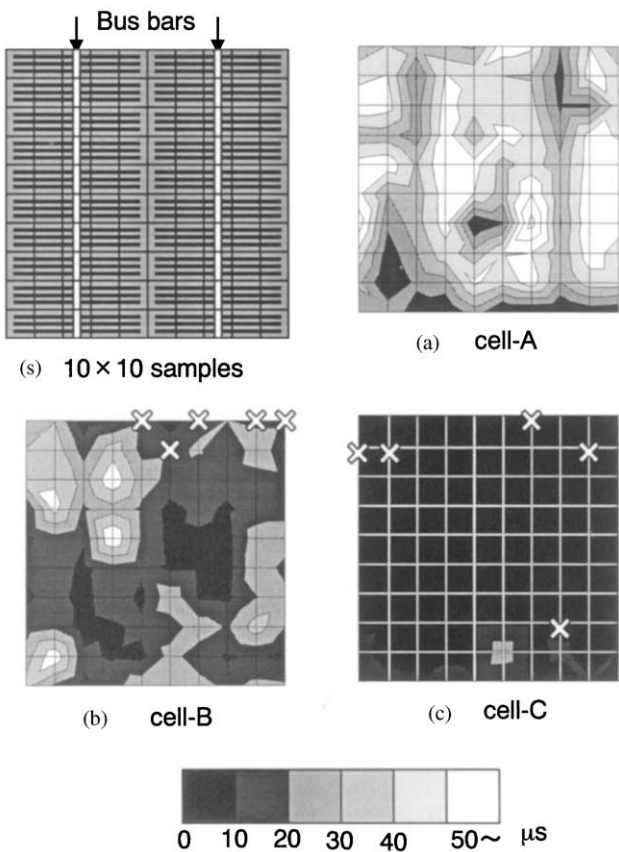 Bus bars
(s) 10×10 samples
(a) cell-A
(b) cell-B
(c) cell-C
0 10 20 30 40 50~ μs